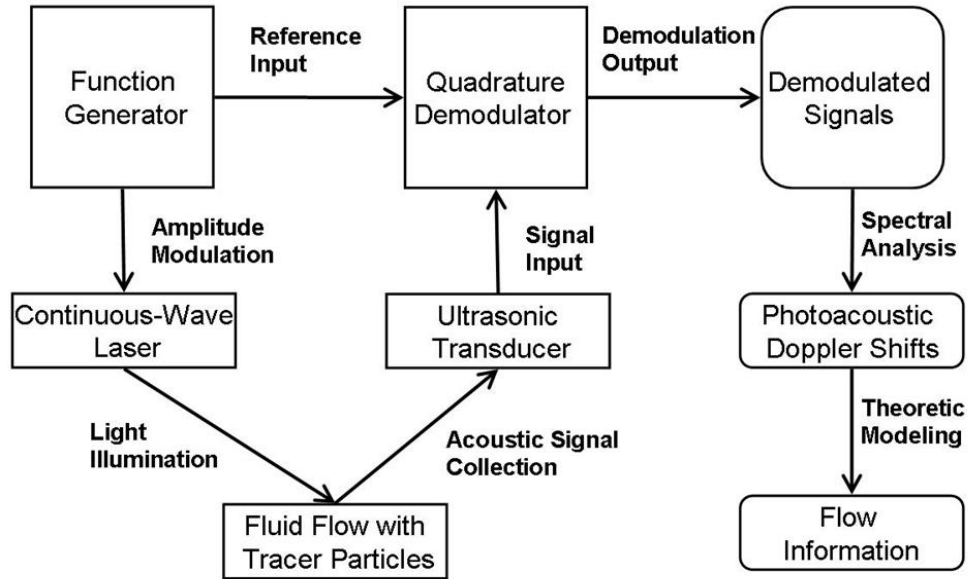 Function
Generator
Reference
Input
Quadrature
Demodulator
Demodulation
Output
Demodulated
Signals
Amplitude
Modulation
Signal
Input
Spectral
Analysis
Continuous-Wave
Laser
Ultrasonic
Transducer
Photoacoustic
Doppler Shifts
Light
Illumination
Acoustic Signal
Collection
Theoretic
Modeling
Fluid Flow with
Tracer Particles
Flow
Information